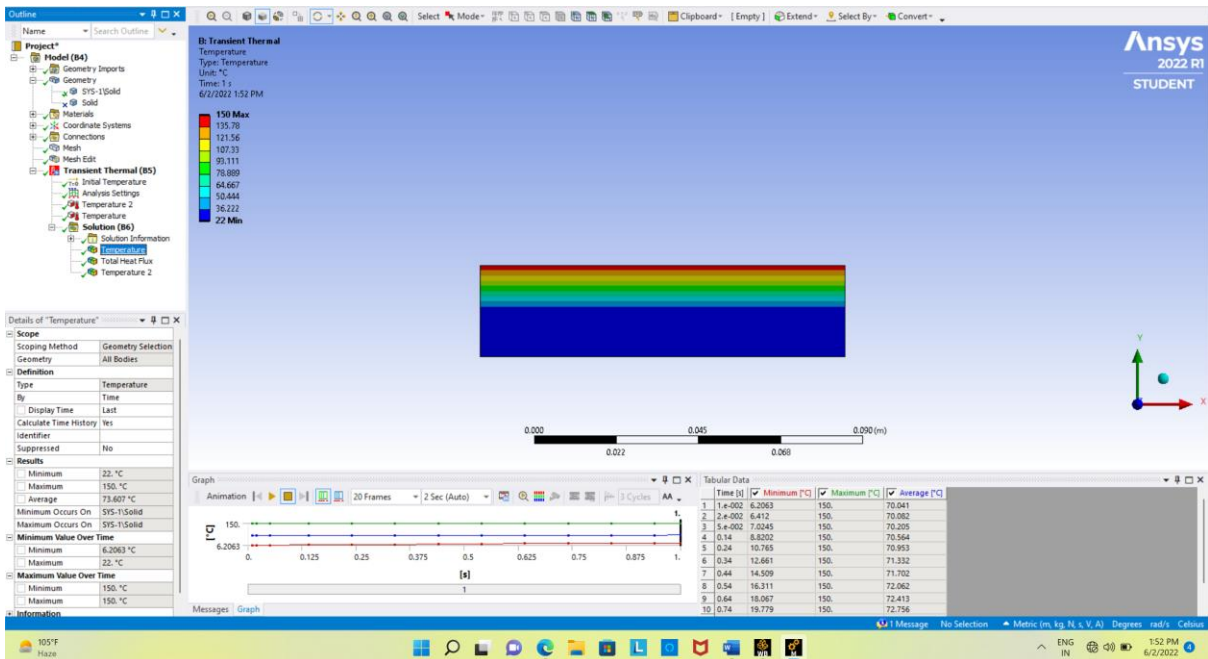 Outline
Name Search Outline
Project*
Model (B4)
Geometry Imports
Geometry
SYS-1\Solid
Solid
Materials
Coordinate Systems
Connections
Mesh
Mesh Edit
Transient Thermal (B5)
Initial Temperature
Analysis Settings
Temperature 2
Temperature
Solution (B6)
Solution Information
Temperature
Total Heat Flux
Temperature 2
Select Mode Clipboard [ Empty ] Extend Select By Convert
B: Transient Thermal
Temperature
Type: Temperature
Unit: °C
Time: 1 s
6/2/2022 1:52 PM
150 Max
135.78
121.56
107.33
93.111
78.889
64.667
50.444
36.222
22 Min
Ansys
2022 R1
STUDENT
Y
X
0.000 0.045 0.090 (m)
0.022 0.068
Details of "Temperature"
Scope
Scoping Method Geometry Selection
Geometry All Bodies
Definition
Type Temperature
By Time
Display Time Last
Calculate Time History Yes
Identifier
Suppressed No
Results
Minimum 22. °C
Maximum 150. °C
Average 73.607 °C
Minimum Occurs On SYS-1\Solid
Maximum Occurs On SYS-1\Solid
Minimum Value Over Time
Minimum 6.2063 °C
Maximum 22. °C
Maximum Value Over Time
Minimum 150. °C
Maximum 150. °C
Information
Graph
Animation 20 Frames 2 Sec (Auto) 3 Cycles AA
1.
150.
[°C]
6.2063
0. 0.125 0.25 0.375 0.5 0.625 0.75 0.875 1.
[s]
1
Messages Graph
Tabular Data
Time [s] Minimum [°C] Maximum [°C] Average [°C]
1 1.e-002 6.2063 150. 70.041
2 2.e-002 6.412 150. 70.082
3 5.e-002 7.0245 150. 70.205
4 0.14 8.8202 150. 70.564
5 0.24 10.765 150. 70.953
6 0.34 12.661 150. 71.332
7 0.44 14.509 150. 71.702
8 0.54 16.311 150. 72.062
9 0.64 18.067 150. 72.413
10 0.74 19.779 150. 72.756
1 Message No Selection Metric (m, kg, N, s, V, A) Degrees rad/s Celsius
105°F
Haze
ENG
IN
1:52 PM
6/2/2022
4